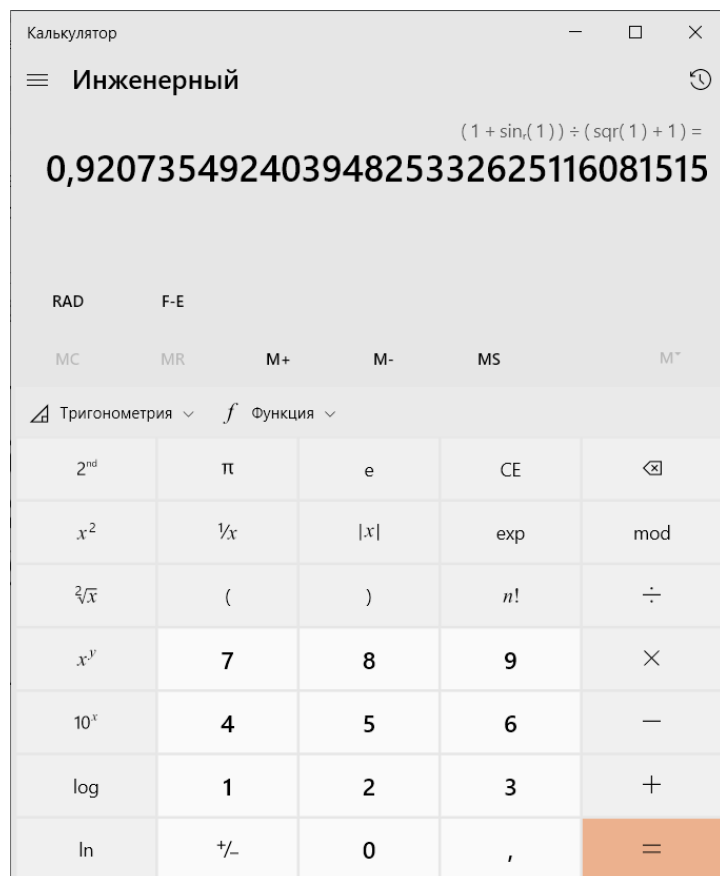 Калькулятор
Инженерный
( 1 + sinᵣ( 1 ) ) ÷ ( sqr( 1 ) + 1 ) =
0,92073549240394825332625116081515
RAD F-E
MC MR M+ M- MS M˅
Тригонометрия f Функция
2ⁿᵈ π e CE
x² ¹⁄x |x| exp mod
²√x ( ) n! ÷
xʸ 7 8 9 ×
10ˣ 4 5 6 −
log 1 2 3 +
ln +/− 0 , =